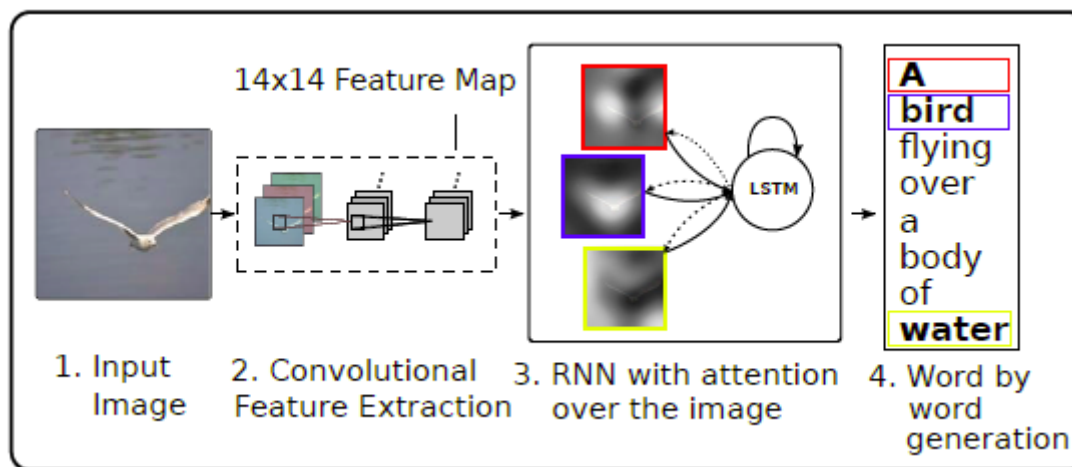 14x14 Feature Map
LSTM
A
bird
flying
over
a
body
of
water
1. Input
Image
2. Convolutional
Feature Extraction
3. RNN with attention
over the image
4. Word by
word
generation